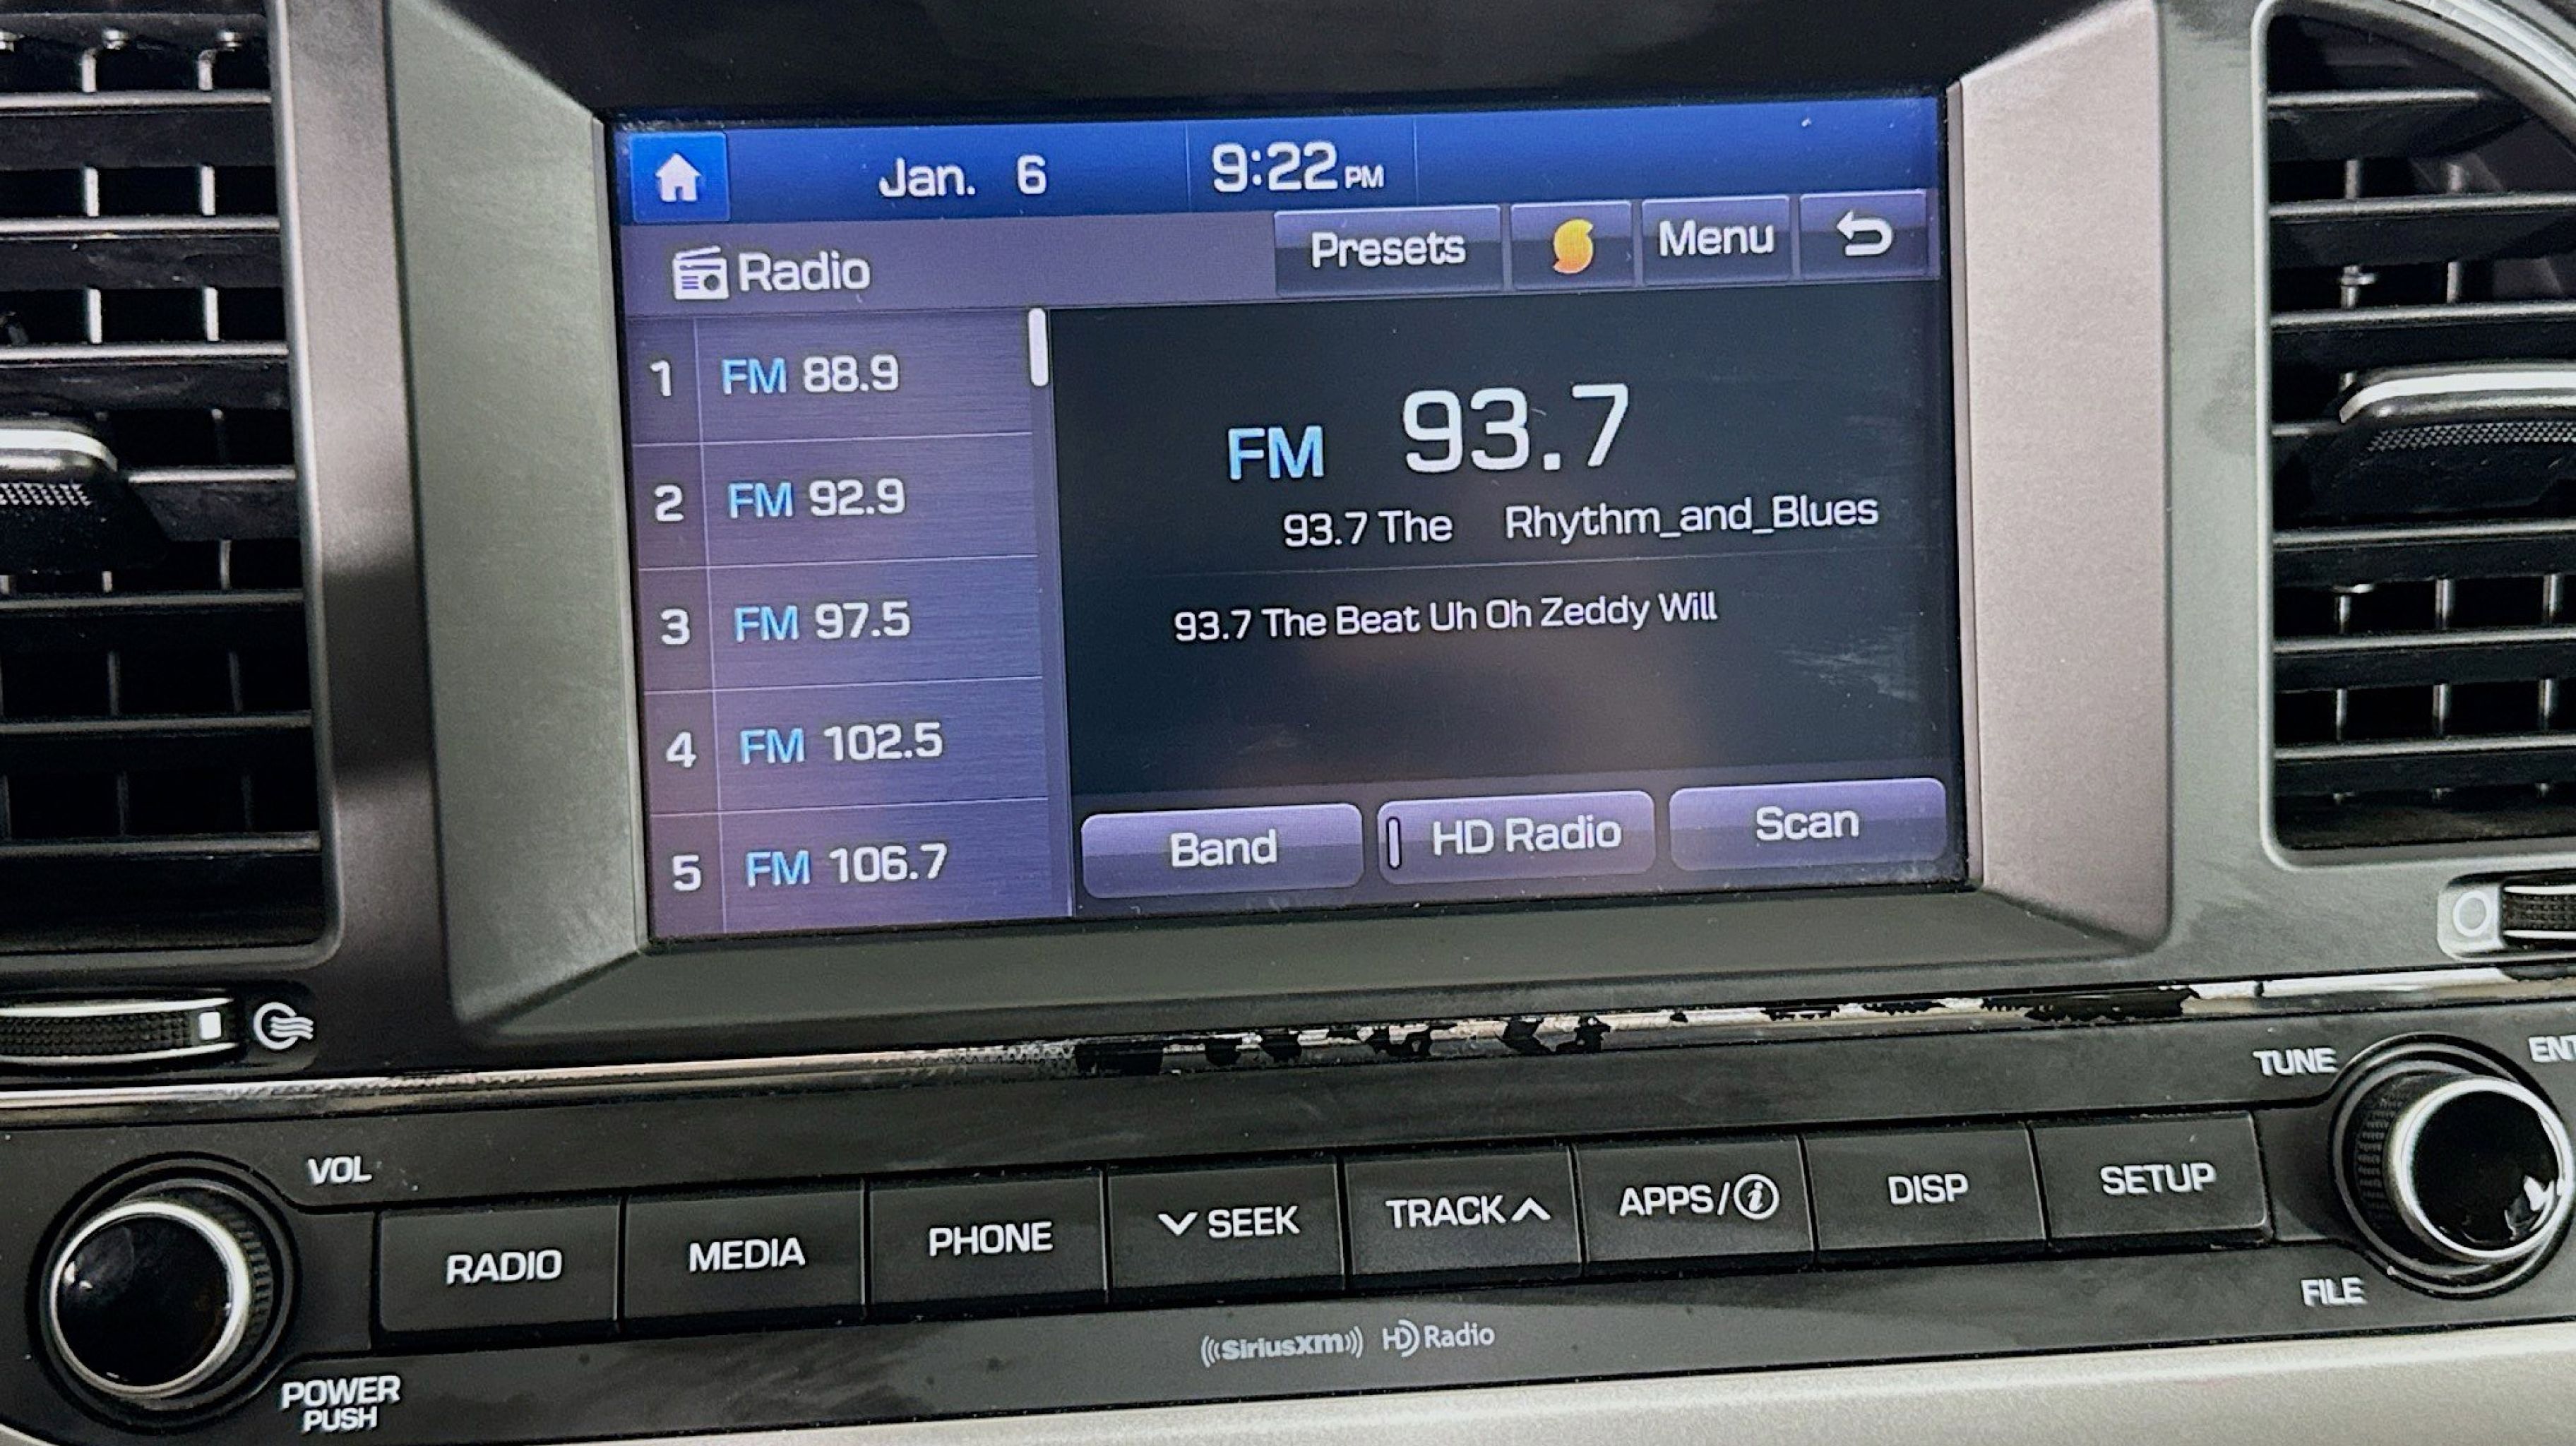 Jan. 6 9:22 PM
Radio Presets Menu
1 FM 88.9
2 FM 92.9
3 FM 97.5
4 FM 102.5
5 FM 106.7
FM 93.7
93.7 The Rhythm_and_Blues
93.7 The Beat Uh Oh Zeddy Will
Band HD Radio Scan
VOL
POWER
PUSH
RADIO MEDIA PHONE SEEK TRACK APPS/i DISP SETUP
TUNE
FILE
SiriusXM HD Radio